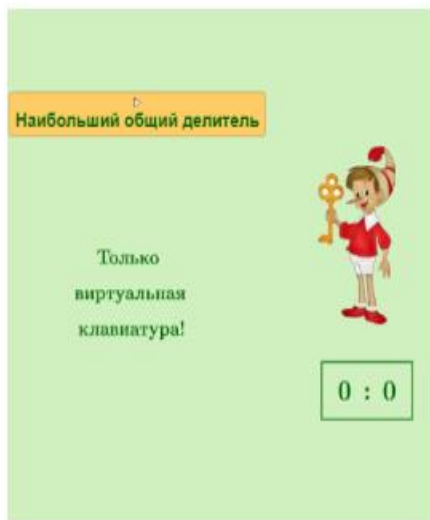 Наибольший общий делитель
Только
виртуальная
клавиатура!
0 : 0